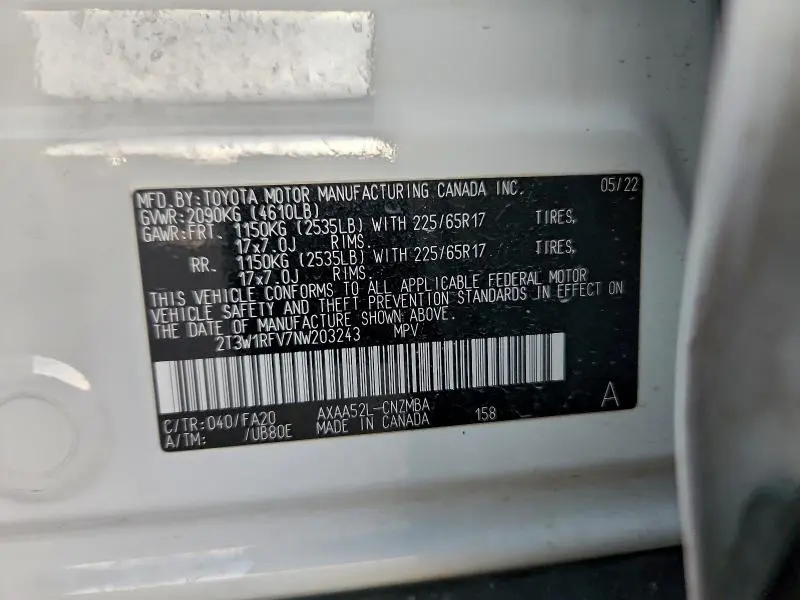 MFD.BY:TOYOTA MOTOR MANUFACTURING CANADA INC. 05/22
GVWR:2090KG (4610LB)
GAWR:FRT. 1150KG (2535LB) WITH 225/65R17 TIRES,
17x7.0J RIMS.
RR. 1150KG (2535LB) WITH 225/65R17 TIRES,
17x7.0J RIMS.
THIS VEHICLE CONFORMS TO ALL APPLICABLE FEDERAL MOTOR
VEHICLE SAFETY AND THEFT PREVENTION STANDARDS IN EFFECT ON
THE DATE OF MANUFACTURE SHOWN ABOVE.
2T3W1RFV7NW203243 MPV
C/TR:040/FA20 AXAA52L-CNZMBA 158 A
A/TM: /UB80E MADE IN CANADA